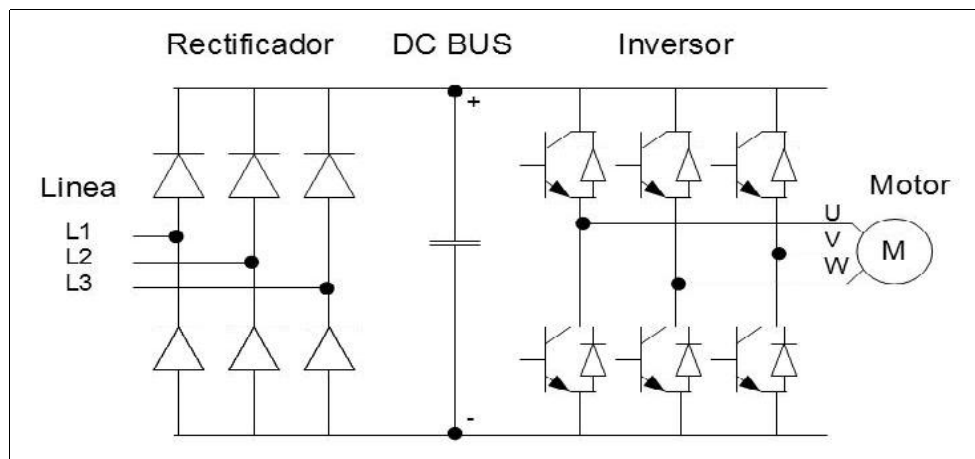 Rectificador
DC BUS
Inversor
+
Linea
L1
L2
L3
Motor
U
V
W
M
-